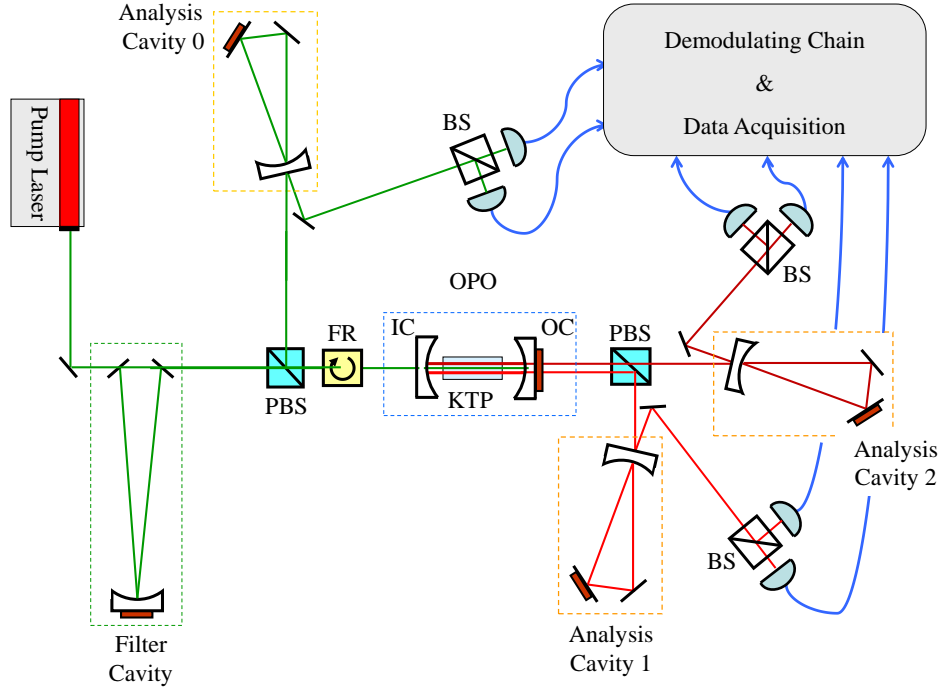 Analysis
Cavity 0
Demodulating Chain
&
Data Acquisition
Pump Laser
BS
BS
OPO
IC
OC
FR
PBS
PBS
KTP
Analysis
Cavity 2
BS
Analysis
Cavity 1
Filter
Cavity